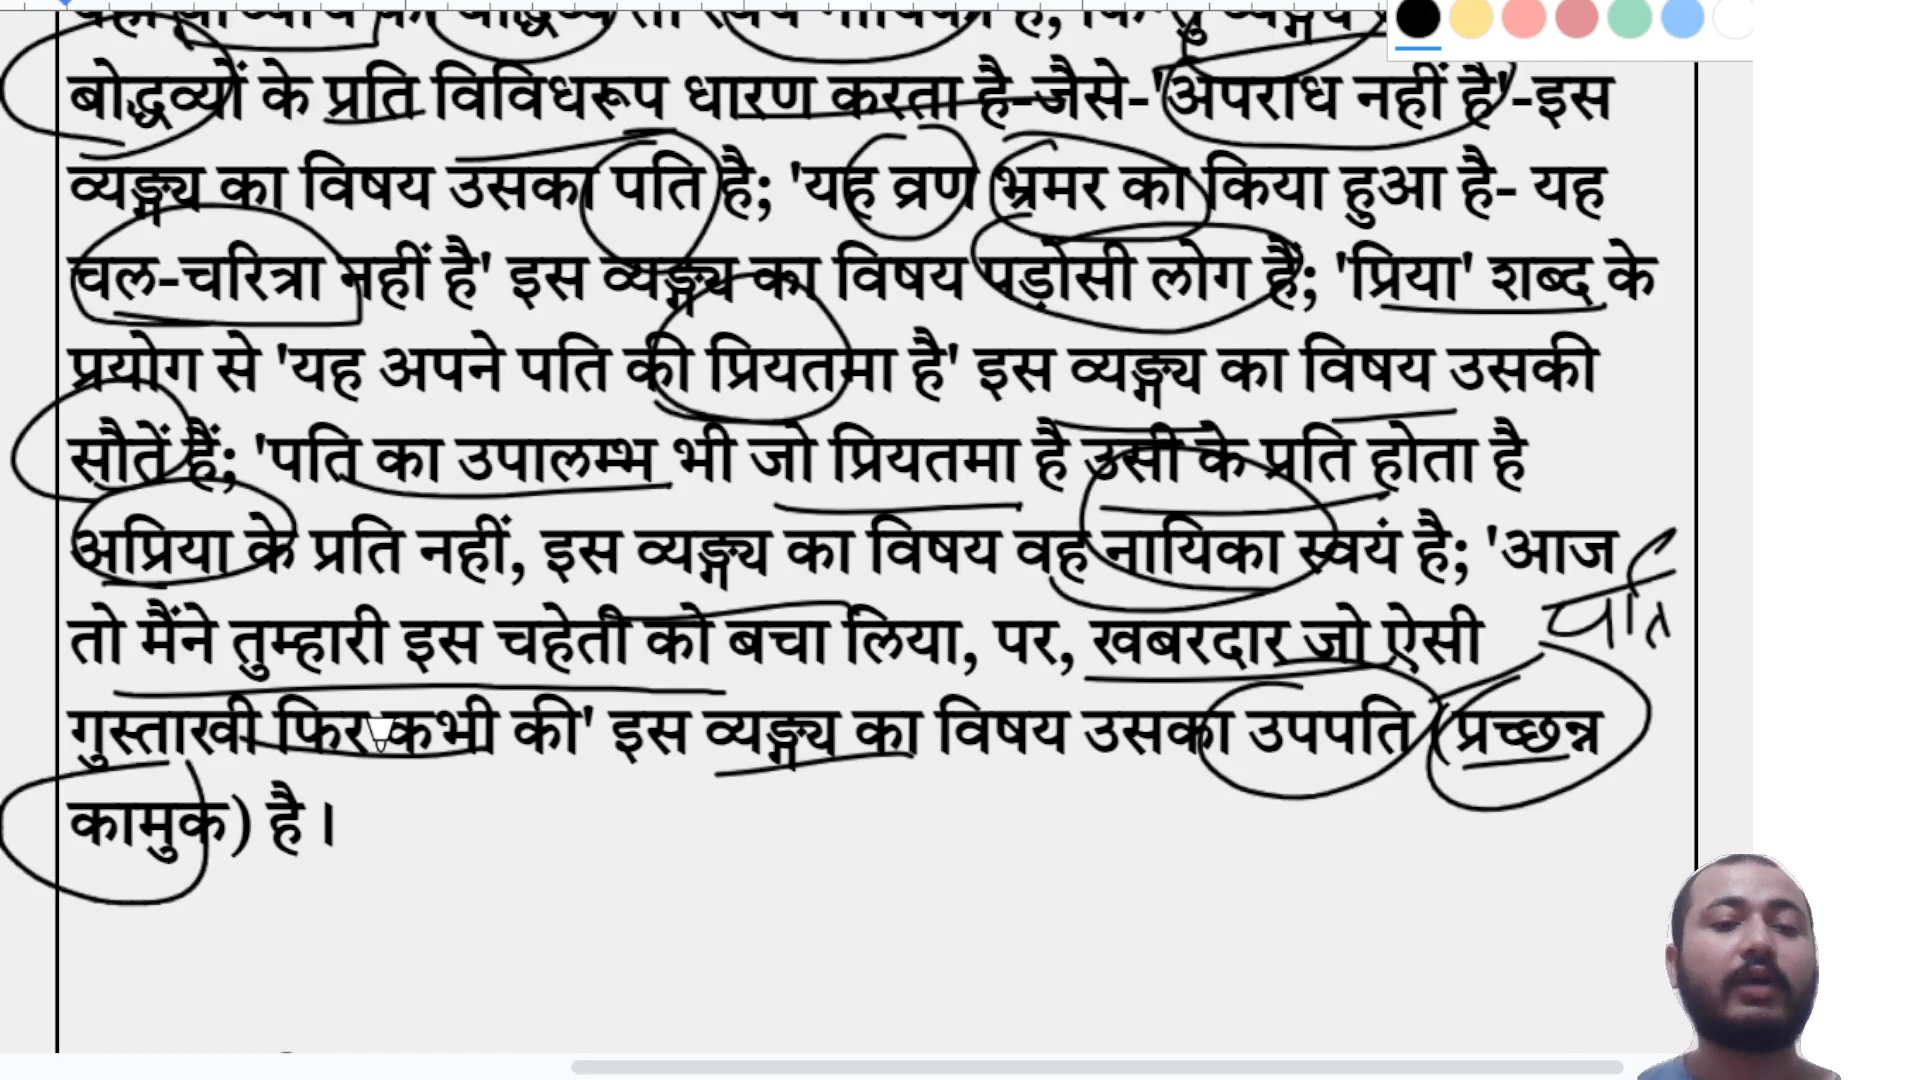 बोद्धव्यों के प्रति विविधरूप धारण करता है-जैसे-'अपराध नहीं है'-इस
व्यङ्ग्य का विषय उसका पति है; 'यह व्रण भ्रमर का किया हुआ है- यह
चल-चरित्रा नहीं है' इस व्यङ्ग्य का विषय पड़ोसी लोग हैं; 'प्रिया' शब्द के
प्रयोग से 'यह अपने पति की प्रियतमा है' इस व्यङ्ग्य का विषय उसकी
सौतें हैं; 'पति का उपालम्भ भी जो प्रियतमा है उसी के प्रति होता है
अप्रिया के प्रति नहीं, इस व्यङ्ग्य का विषय वह नायिका स्वयं है; 'आज
तो मैंने तुम्हारी इस चहेती को बचा लिया, पर, खबरदार जो ऐसी
पति
गुस्ताखी फिर कभी की' इस व्यङ्ग्य का विषय उसका उपपति (प्रच्छन्न
कामुक) है।